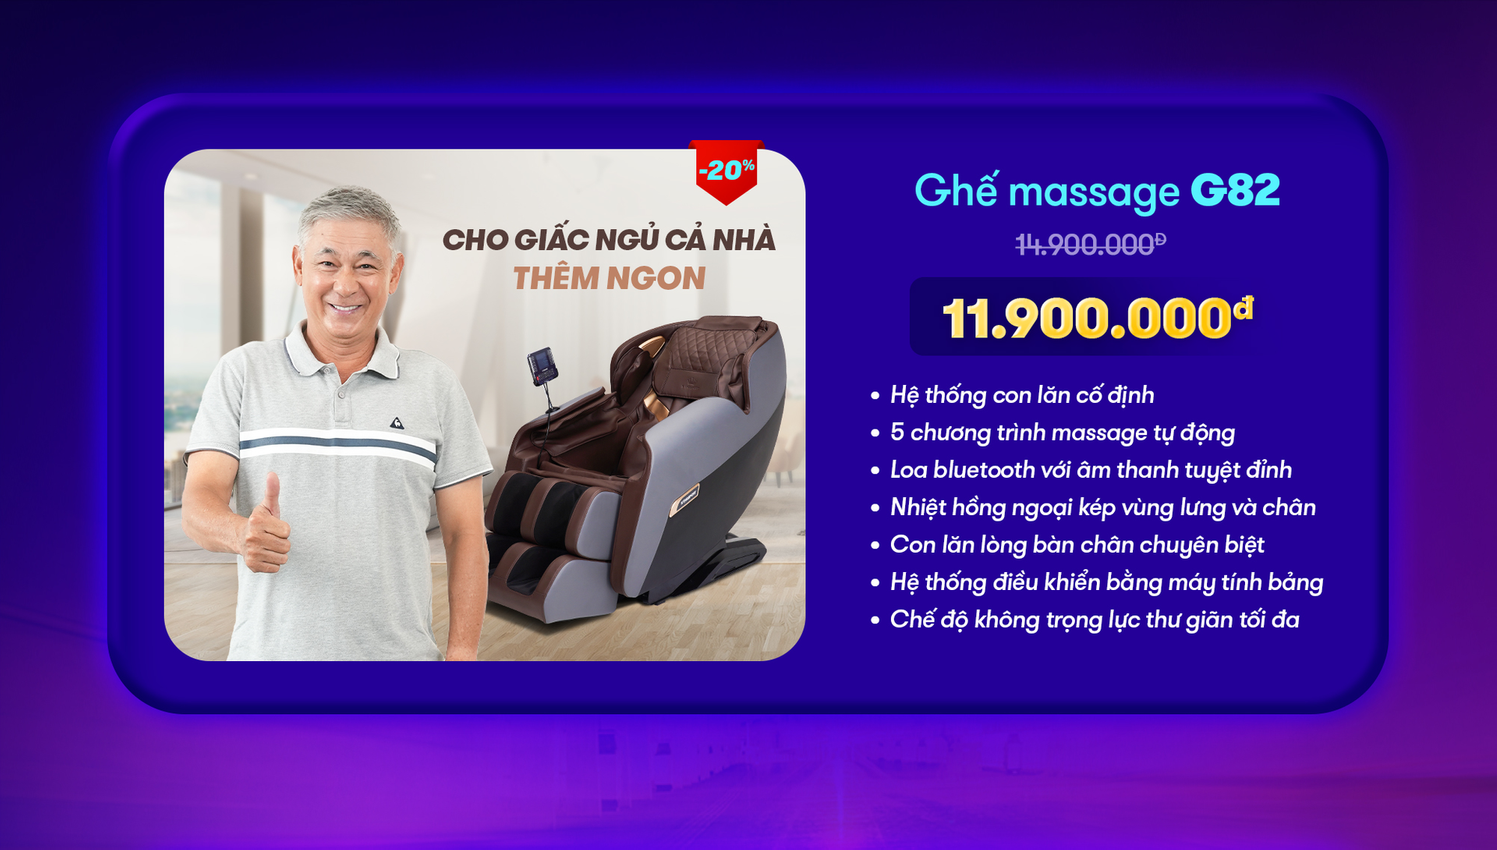 -20%
CHO GIẤC NGỦ CẢ NHÀ
THÊM NGON
Ghế massage G82
14.900.000Đ
11.900.000đ
• Hệ thống con lăn cố định
• 5 chương trình massage tự động
• Loa bluetooth với âm thanh tuyệt đỉnh
• Nhiệt hồng ngoại kép vùng lưng và chân
• Con lăn lòng bàn chân chuyên biệt
• Hệ thống điều khiển bằng máy tính bảng
• Chế độ không trọng lực thư giãn tối đa